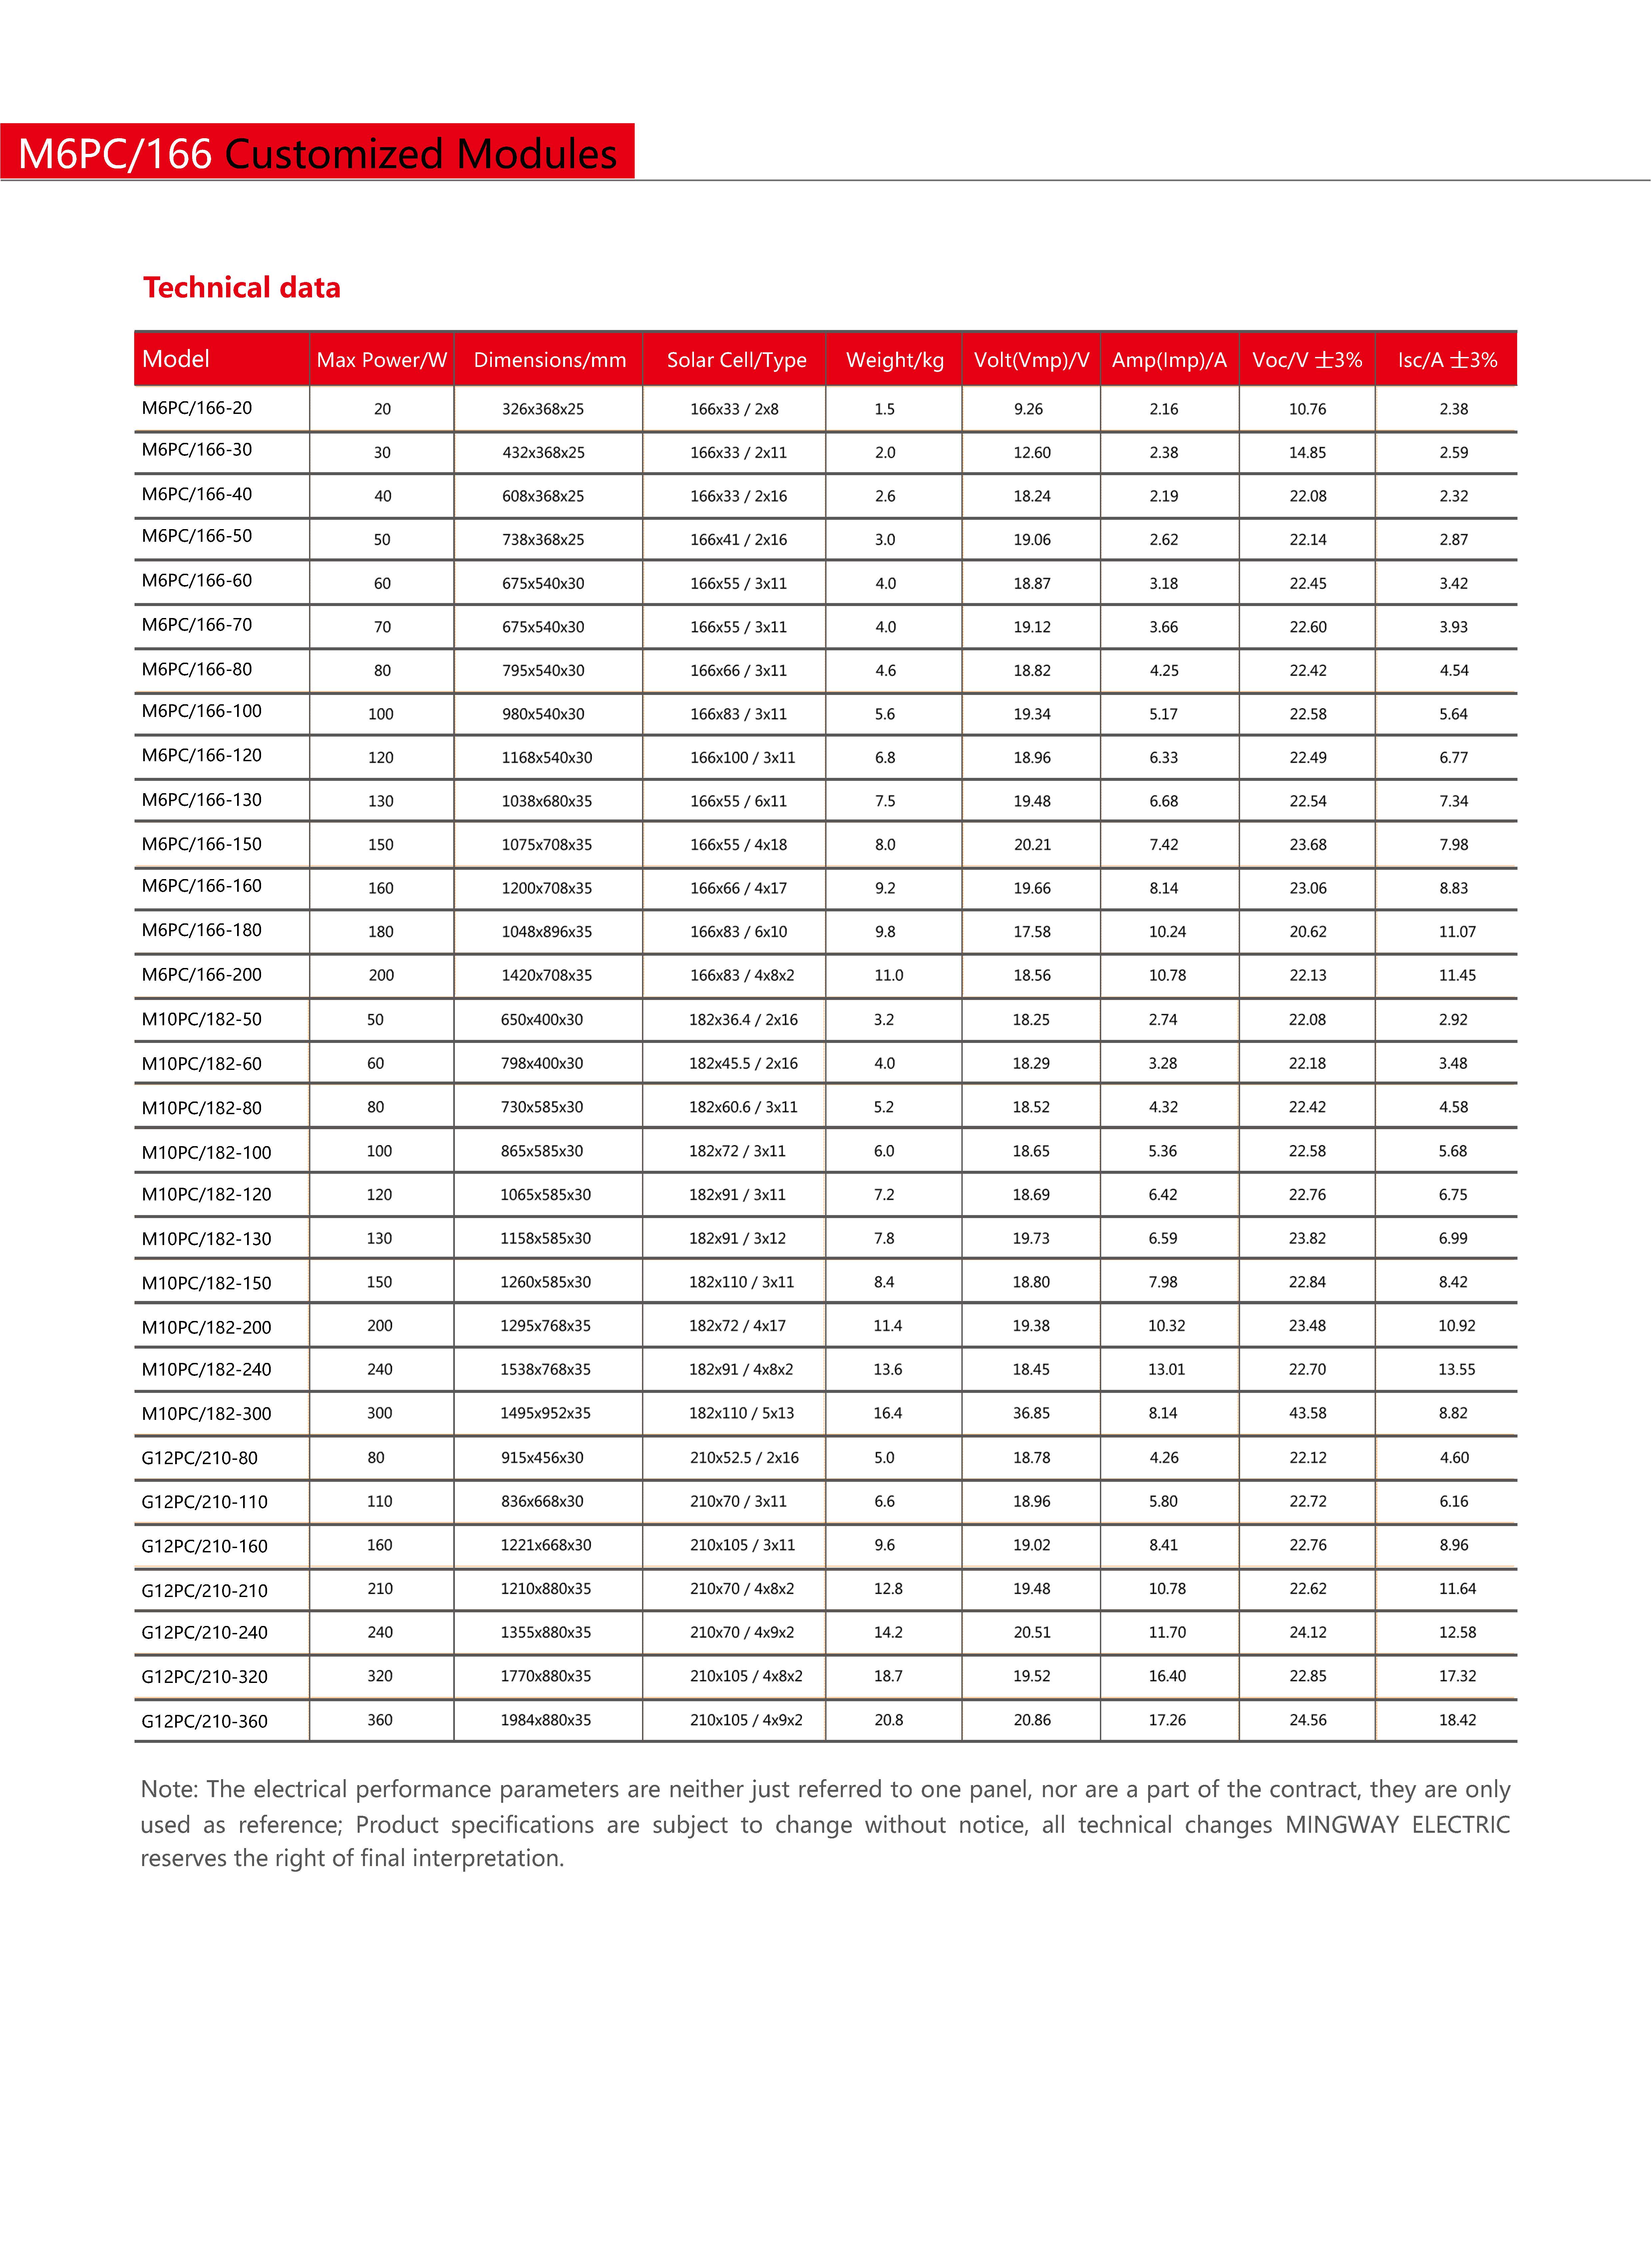 M6PC/166 Customized Modules
Technical data
Model Max Power/W Dimensions/mm Solar Cell/Type Weight/kg Volt(Vmp)/V Amp(Imp)/A Voc/V 士3% Isc/A 士3%
M6PC/166-20 20 326x368x25 166x33 / 2x8 1.5 9.26 2.16 10.76 2.38
M6PC/166-30 30 432x368x25 166x33 / 2x11 2.0 12.60 2.38 14.85 2.59
M6PC/166-40 40 608x368x25 166x33 / 2x16 2.6 18.24 2.19 22.08 2.32
M6PC/166-50 50 738x368x25 166x41 / 2x16 3.0 19.06 2.62 22.14 2.87
M6PC/166-60 60 675x540x30 166x55 / 3x11 4.0 18.87 3.18 22.45 3.42
M6PC/166-70 70 675x540x30 166x55 / 3x11 4.0 19.12 3.66 22.60 3.93
M6PC/166-80 80 795x540x30 166x66 / 3x11 4.6 18.82 4.25 22.42 4.54
M6PC/166-100 100 980x540x30 166x83 / 3x11 5.6 19.34 5.17 22.58 5.64
M6PC/166-120 120 1168x540x30 166x100 / 3x11 6.8 18.96 6.33 22.49 6.77
M6PC/166-130 130 1038x680x35 166x55 / 6x11 7.5 19.48 6.68 22.54 7.34
M6PC/166-150 150 1075x708x35 166x55 / 4x18 8.0 20.21 7.42 23.68 7.98
M6PC/166-160 160 1200x708x35 166x66 / 4x17 9.2 19.66 8.14 23.06 8.83
M6PC/166-180 180 1048x896x35 166x83 / 6x10 9.8 17.58 10.24 20.62 11.07
M6PC/166-200 200 1420x708x35 166x83 / 4x8x2 11.0 18.56 10.78 22.13 11.45
M10PC/182-50 50 650x400x30 182x36.4 / 2x16 3.2 18.25 2.74 22.08 2.92
M10PC/182-60 60 798x400x30 182x45.5 / 2x16 4.0 18.29 3.28 22.18 3.48
M10PC/182-80 80 730x585x30 182x60.6 / 3x11 5.2 18.52 4.32 22.42 4.58
M10PC/182-100 100 865x585x30 182x72 / 3x11 6.0 18.65 5.36 22.58 5.68
M10PC/182-120 120 1065x585x30 182x91 / 3x11 7.2 18.69 6.42 22.76 6.75
M10PC/182-130 130 1158x585x30 182x91 / 3x12 7.8 19.73 6.59 23.82 6.99
M10PC/182-150 150 1260x585x30 182x110 / 3x11 8.4 18.80 7.98 22.84 8.42
M10PC/182-200 200 1295x768x35 182x72 / 4x17 11.4 19.38 10.32 23.48 10.92
M10PC/182-240 240 1538x768x35 182x91 / 4x8x2 13.6 18.45 13.01 22.70 13.55
M10PC/182-300 300 1495x952x35 182x110 / 5x13 16.4 36.85 8.14 43.58 8.82
G12PC/210-80 80 915x456x30 210x52.5 / 2x16 5.0 18.78 4.26 22.12 4.60
G12PC/210-110 110 836x668x30 210x70 / 3x11 6.6 18.96 5.80 22.72 6.16
G12PC/210-160 160 1221x668x30 210x105 / 3x11 9.6 19.02 8.41 22.76 8.96
G12PC/210-210 210 1210x880x35 210x70 / 4x8x2 12.8 19.48 10.78 22.62 11.64
G12PC/210-240 240 1355x880x35 210x70 / 4x9x2 14.2 20.51 11.70 24.12 12.58
G12PC/210-320 320 1770x880x35 210x105 / 4x8x2 18.7 19.52 16.40 22.85 17.32
G12PC/210-360 360 1984x880x35 210x105 / 4x9x2 20.8 20.86 17.26 24.56 18.42
Note: The electrical performance parameters are neither just referred to one panel, nor are a part of the contract, they are only
used as reference; Product specifications are subject to change without notice, all technical changes MINGWAY ELECTRIC
reserves the right of final interpretation.